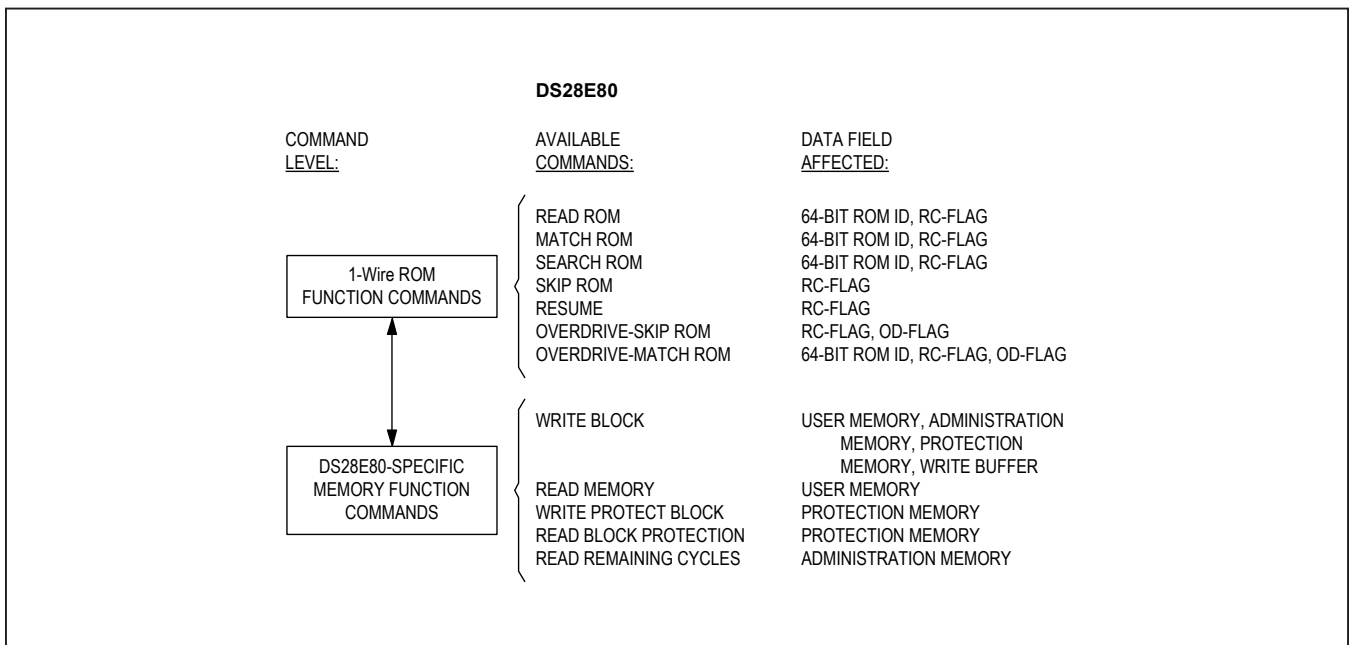 DS28E80
COMMAND AVAILABLE DATA FIELD
LEVEL: COMMANDS: AFFECTED:
READ ROM 64-BIT ROM ID, RC-FLAG
MATCH ROM 64-BIT ROM ID, RC-FLAG
SEARCH ROM 64-BIT ROM ID, RC-FLAG
1-Wire ROM
FUNCTION COMMANDS
SKIP ROM RC-FLAG
RESUME RC-FLAG
OVERDRIVE-SKIP ROM RC-FLAG, OD-FLAG
OVERDRIVE-MATCH ROM 64-BIT ROM ID, RC-FLAG, OD-FLAG
WRITE BLOCK USER MEMORY, ADMINISTRATION
MEMORY, PROTECTION
MEMORY, WRITE BUFFER
DS28E80-SPECIFIC
MEMORY FUNCTION
COMMANDS
READ MEMORY USER MEMORY
WRITE PROTECT BLOCK PROTECTION MEMORY
READ BLOCK PROTECTION PROTECTION MEMORY
READ REMAINING CYCLES ADMINISTRATION MEMORY